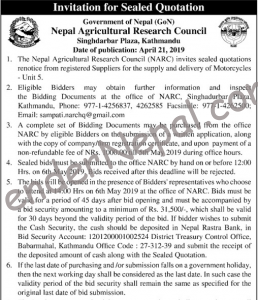 Invitation for Sealed Quotation
Government of Nepal (GoN)
Nepal Agricultural Research Council
Singhdarbar Plaza, Kathmandu
Date of publication: April 21, 2019
1. The Nepal Agricultural Research Council (NARC) invites sealed quotations
renotice from registered Suppliers for the supply and delivery of Motorcycles
- Unit 5.
2. Eligible Bidders may obtain further information and inspect
the Bidding Documents at the office of NARC, Singhadurbar Plaza,
Kathmandu, Phone: 977-1-4256837, 4262585 Facsimile: 977-1-4262500;
Email: sampati.narc@gmail.com.
3. A complete set of Bidding Documents may be purchased from the office
NARC by eligible Bidders on the submission of a written application, along
with the copy of company/firm registration certificate, and upon payment of a
non-refundable fee of NRs. May 2019 during office hours.
4. Sealed bids must be submitted to the office NARC by hand on or before 12:00
Hrs. on May 2019. Bids received after this deadline will be rejected.
5. The bids will be opened in the presence of Bidders' representatives who choose
to attend at Hrs on 6th May 2019 at the office of NARC. Bids must be
valid for a period of 45 days after bid opening and must be accompanied by
bid security amounting to a minimum of Rs. 31,500/-, which shall be valid
for 30 days beyond the validity period of the bid. If bidder wishes to submit
the Cash Security, the cash should be deposited in Nepal Rastra Bank, in
Bid Security Account: 1201200001002524 District Treasury Control Office,
Babarmahal, Kathmandu Office Code : 27-312-39 and submit the receipt of
the deposited amount of cash along with the Sealed Quotation.
6. If the last date of purchasing and /or submission falls on a government holiday,
then the next working day shall be considered as the last date. In such case the
validity period of the bid security shall remain the same as specified for the
original last date of bid submission.